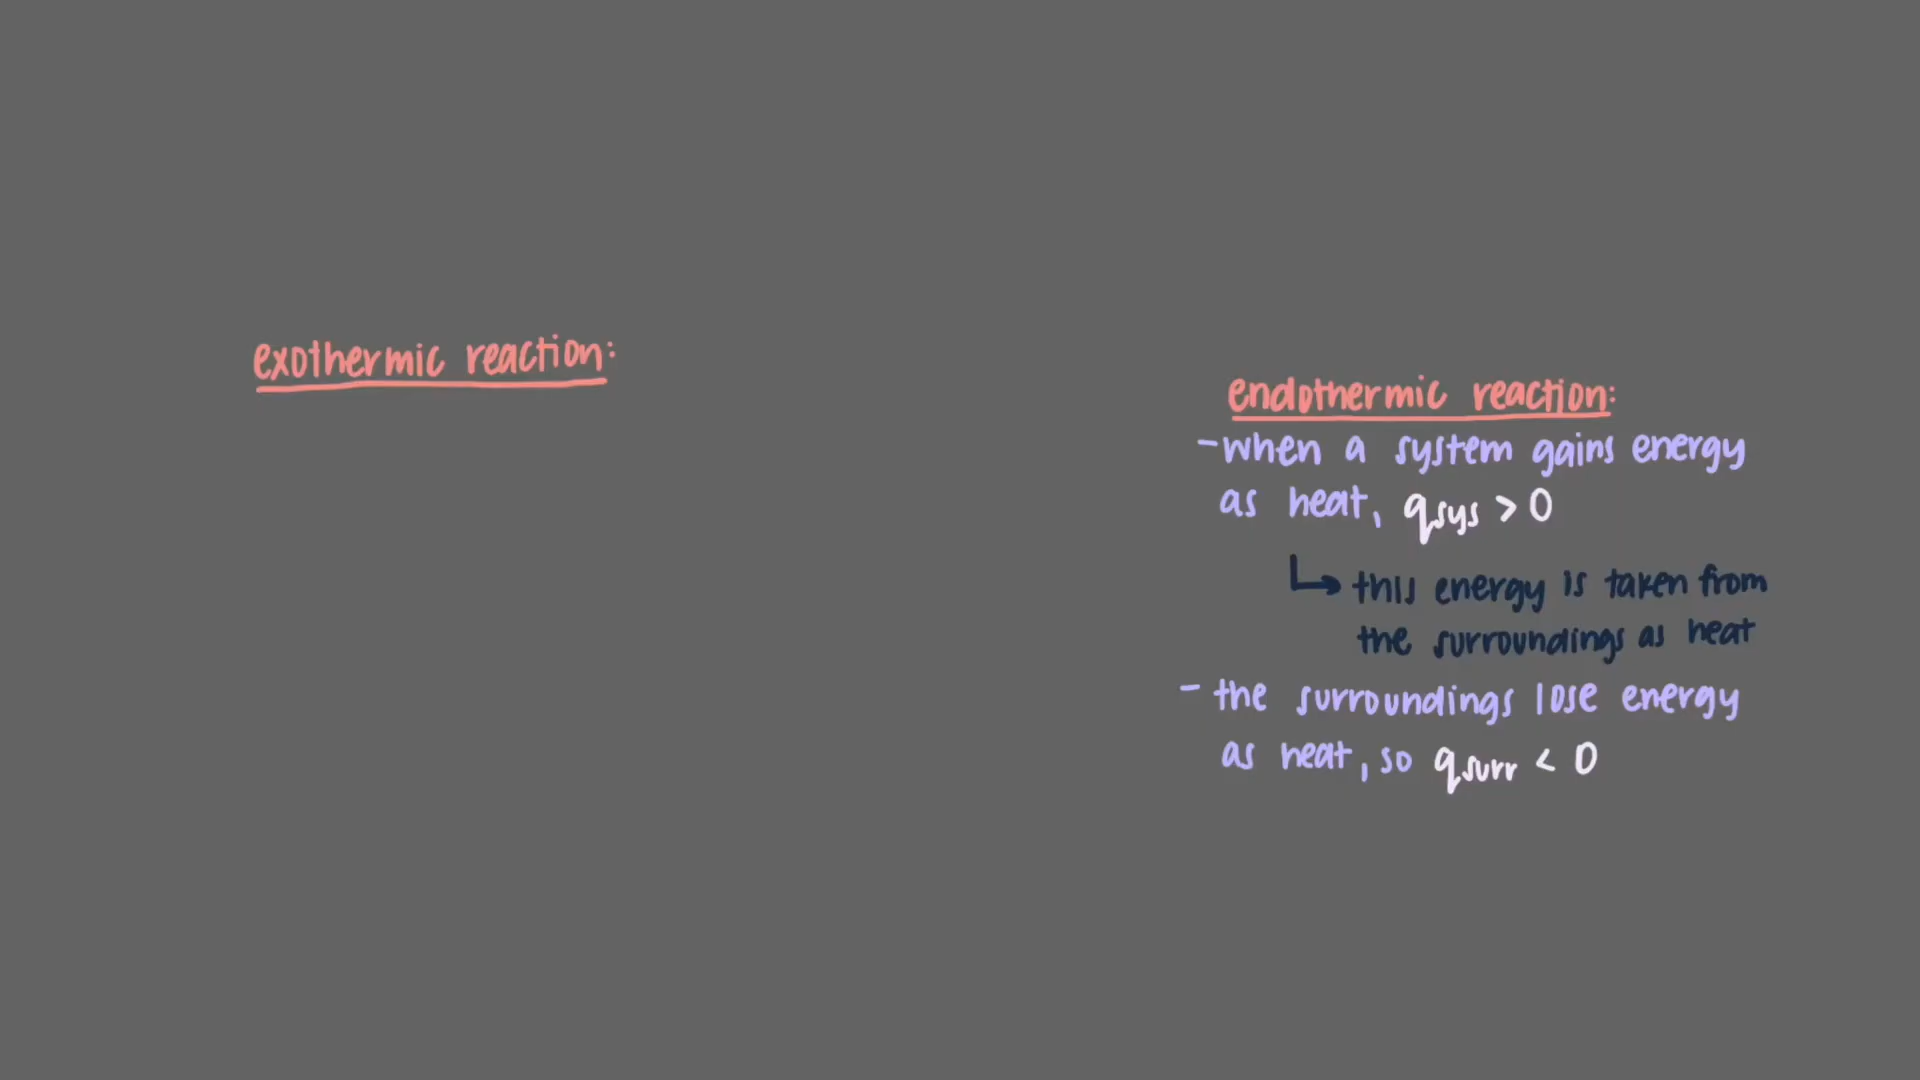 exothermic reaction:
endothermic reaction:
- when a system gains energy
as heat, qsys > 0
↳ this energy is taken from
the surroundings as heat
- the surroundings lose energy
as heat, so qsurr < 0